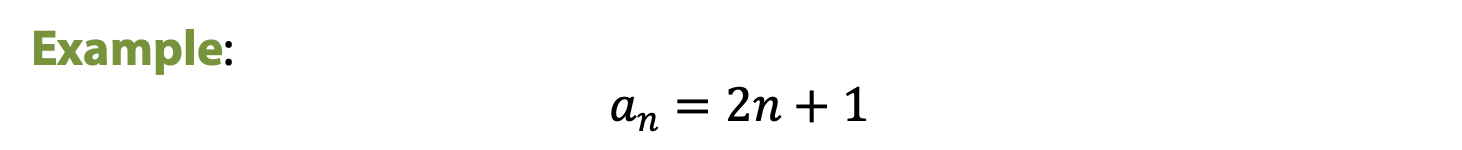 Example:
aₙ = 2n + 1